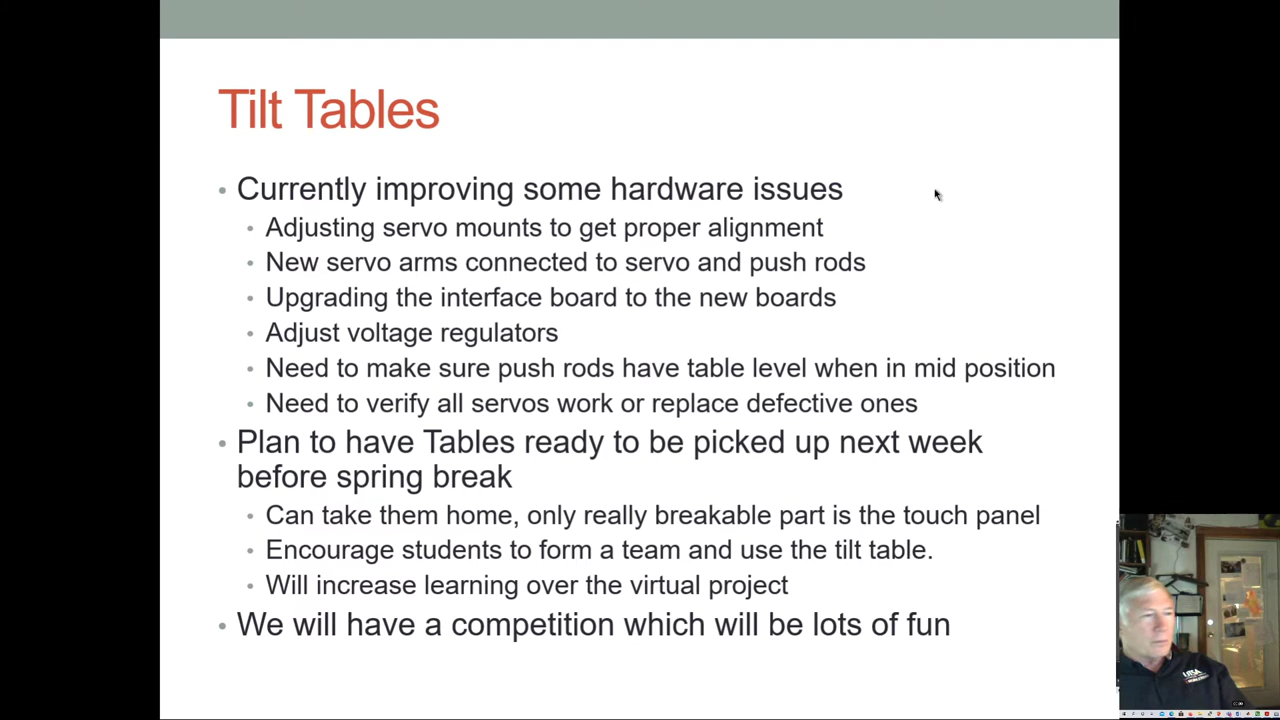 Tilt Tables
• Currently improving some hardware issues
• Adjusting servo mounts to get proper alignment
• New servo arms connected to servo and push rods
• Upgrading the interface board to the new boards
• Adjust voltage regulators
• Need to make sure push rods have table level when in mid position
• Need to verify all servos work or replace defective ones
• Plan to have Tables ready to be picked up next week
before spring break
• Can take them home, only really breakable part is the touch panel
• Encourage students to form a team and use the tilt table.
• Will increase learning over the virtual project
• We will have a competition which will be lots of fun
UTSA